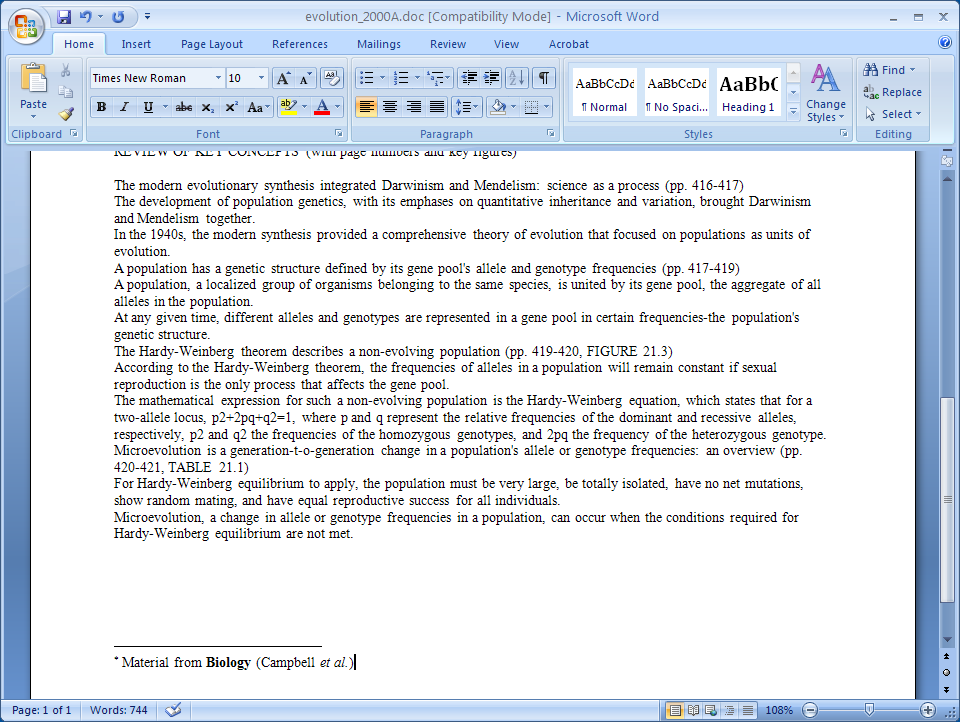 evolution_2000A.doc [Compatibility Mode] - Microsoft Word
Home Insert Page Layout References Mailings Review View Acrobat
Paste
Clipboard
Times New Roman 10
B I U abc x₂ x² Aa
Font
Paragraph
AaBbCcDd AaBbCcDd AaBbC
¶ Normal ¶ No Spaci... Heading 1
Change Styles
Styles
Find
Replace
Select
Editing
REVIEW OF KEY CONCEPTS (with page numbers and key figures)
The modern evolutionary synthesis integrated Darwinism and Mendelism: science as a process (pp. 416-417)
The development of population genetics, with its emphases on quantitative inheritance and variation, brought Darwinism
and Mendelism together.
In the 1940s, the modern synthesis provided a comprehensive theory of evolution that focused on populations as units of
evolution.
A population has a genetic structure defined by its gene pool's allele and genotype frequencies (pp. 417-419)
A population, a localized group of organisms belonging to the same species, is united by its gene pool, the aggregate of all
alleles in the population.
At any given time, different alleles and genotypes are represented in a gene pool in certain frequencies-the population's
genetic structure.
The Hardy-Weinberg theorem describes a non-evolving population (pp. 419-420, FIGURE 21.3)
According to the Hardy-Weinberg theorem, the frequencies of alleles in a population will remain constant if sexual
reproduction is the only process that affects the gene pool.
The mathematical expression for such a non-evolving population is the Hardy-Weinberg equation, which states that for a
two-allele locus, p2+2pq+q2=1, where p and q represent the relative frequencies of the dominant and recessive alleles,
respectively, p2 and q2 the frequencies of the homozygous genotypes, and 2pq the frequency of the heterozygous genotype.
Microevolution is a generation-t-o-generation change in a population's allele or genotype frequencies: an overview (pp.
420-421, TABLE 21.1)
For Hardy-Weinberg equilibrium to apply, the population must be very large, be totally isolated, have no net mutations,
show random mating, and have equal reproductive success for all individuals.
Microevolution, a change in allele or genotype frequencies in a population, can occur when the conditions required for
Hardy-Weinberg equilibrium are not met.
* Material from Biology (Campbell et al.)
Page: 1 of 1 Words: 744 108%